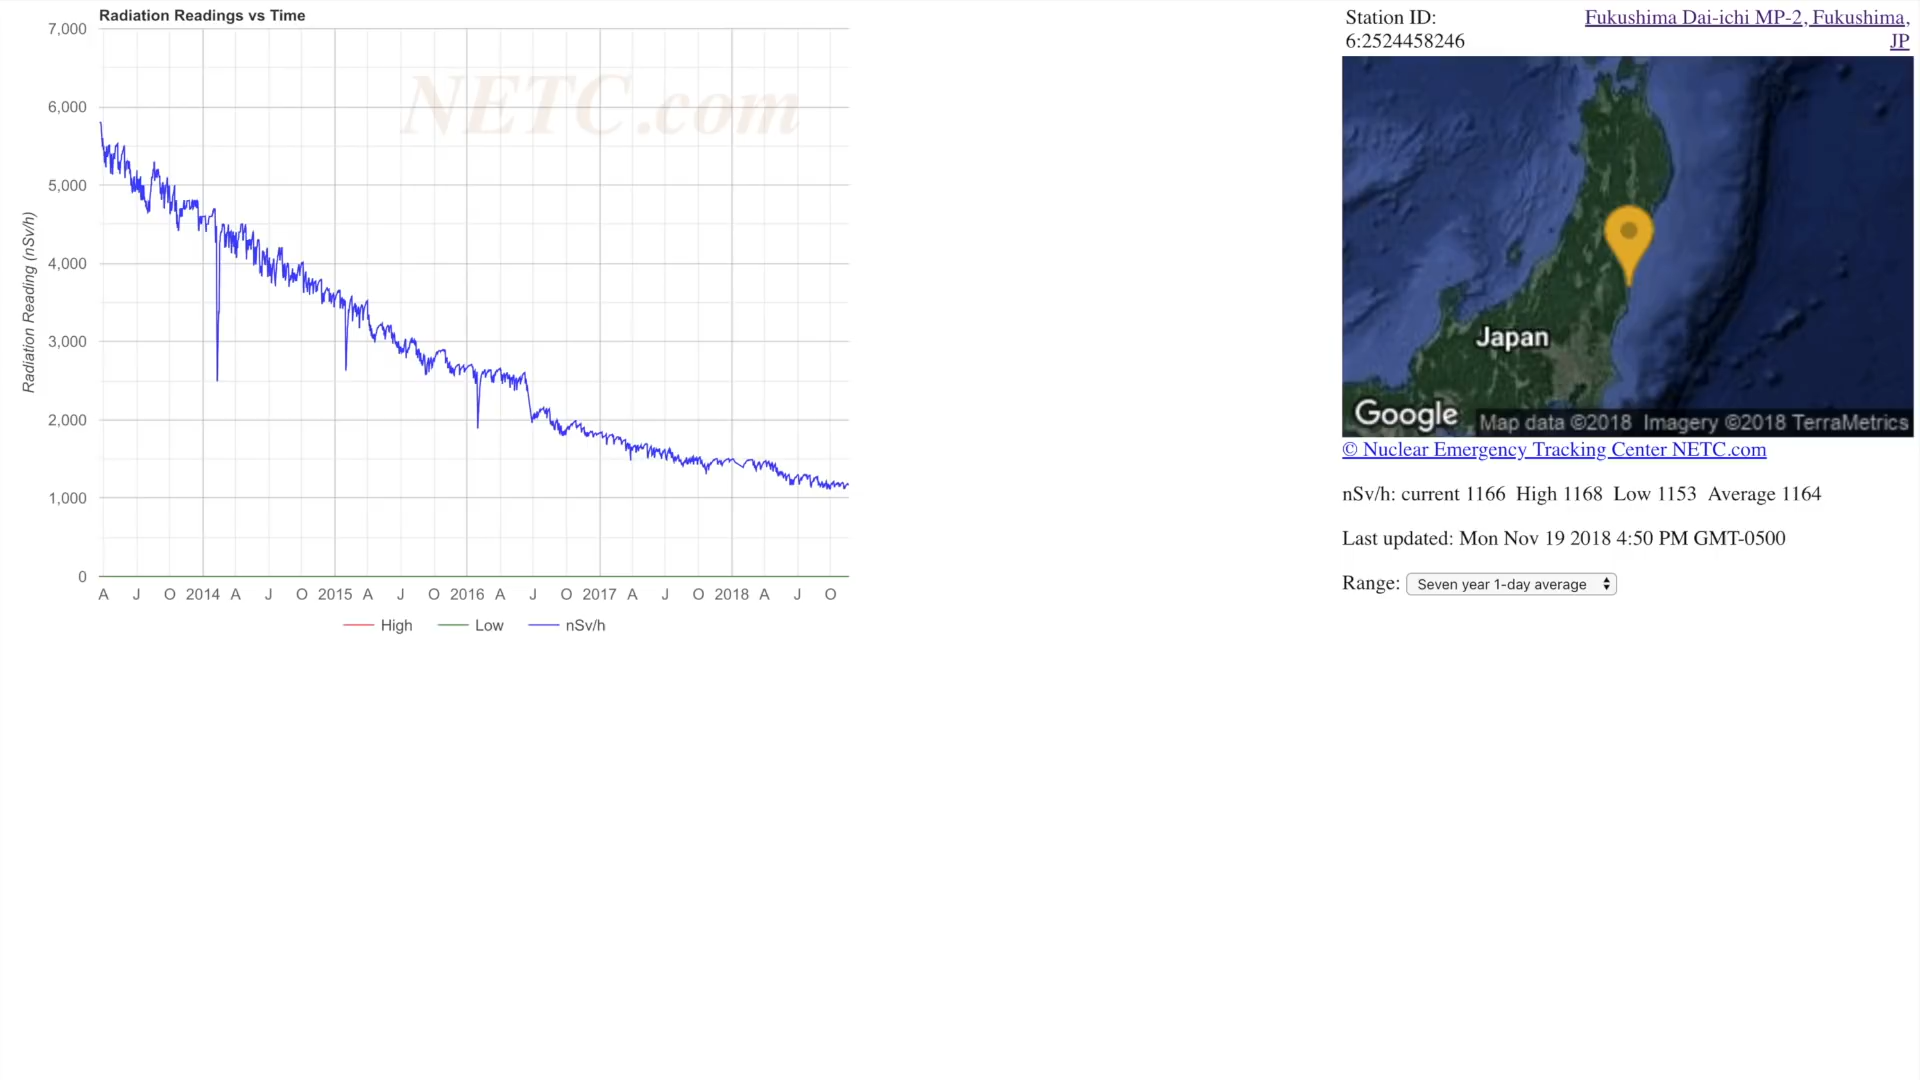 Radiation Readings vs Time
NETC.com
7,000
6,000
5,000
4,000
3,000
2,000
1,000
0
Radiation Reading (nSv/h)
A J O 2014 A J O 2015 A J O 2016 A J O 2017 A J O 2018 A J O
High Low nSv/h
Station ID:
6:2524458246
Fukushima Dai-ichi MP-2, Fukushima,
JP
Japan
Google Map data ©2018 Imagery ©2018 TerraMetrics
© Nuclear Emergency Tracking Center NETC.com
nSv/h: current 1166 High 1168 Low 1153 Average 1164
Last updated: Mon Nov 19 2018 4:50 PM GMT-0500
Range: Seven year 1-day average